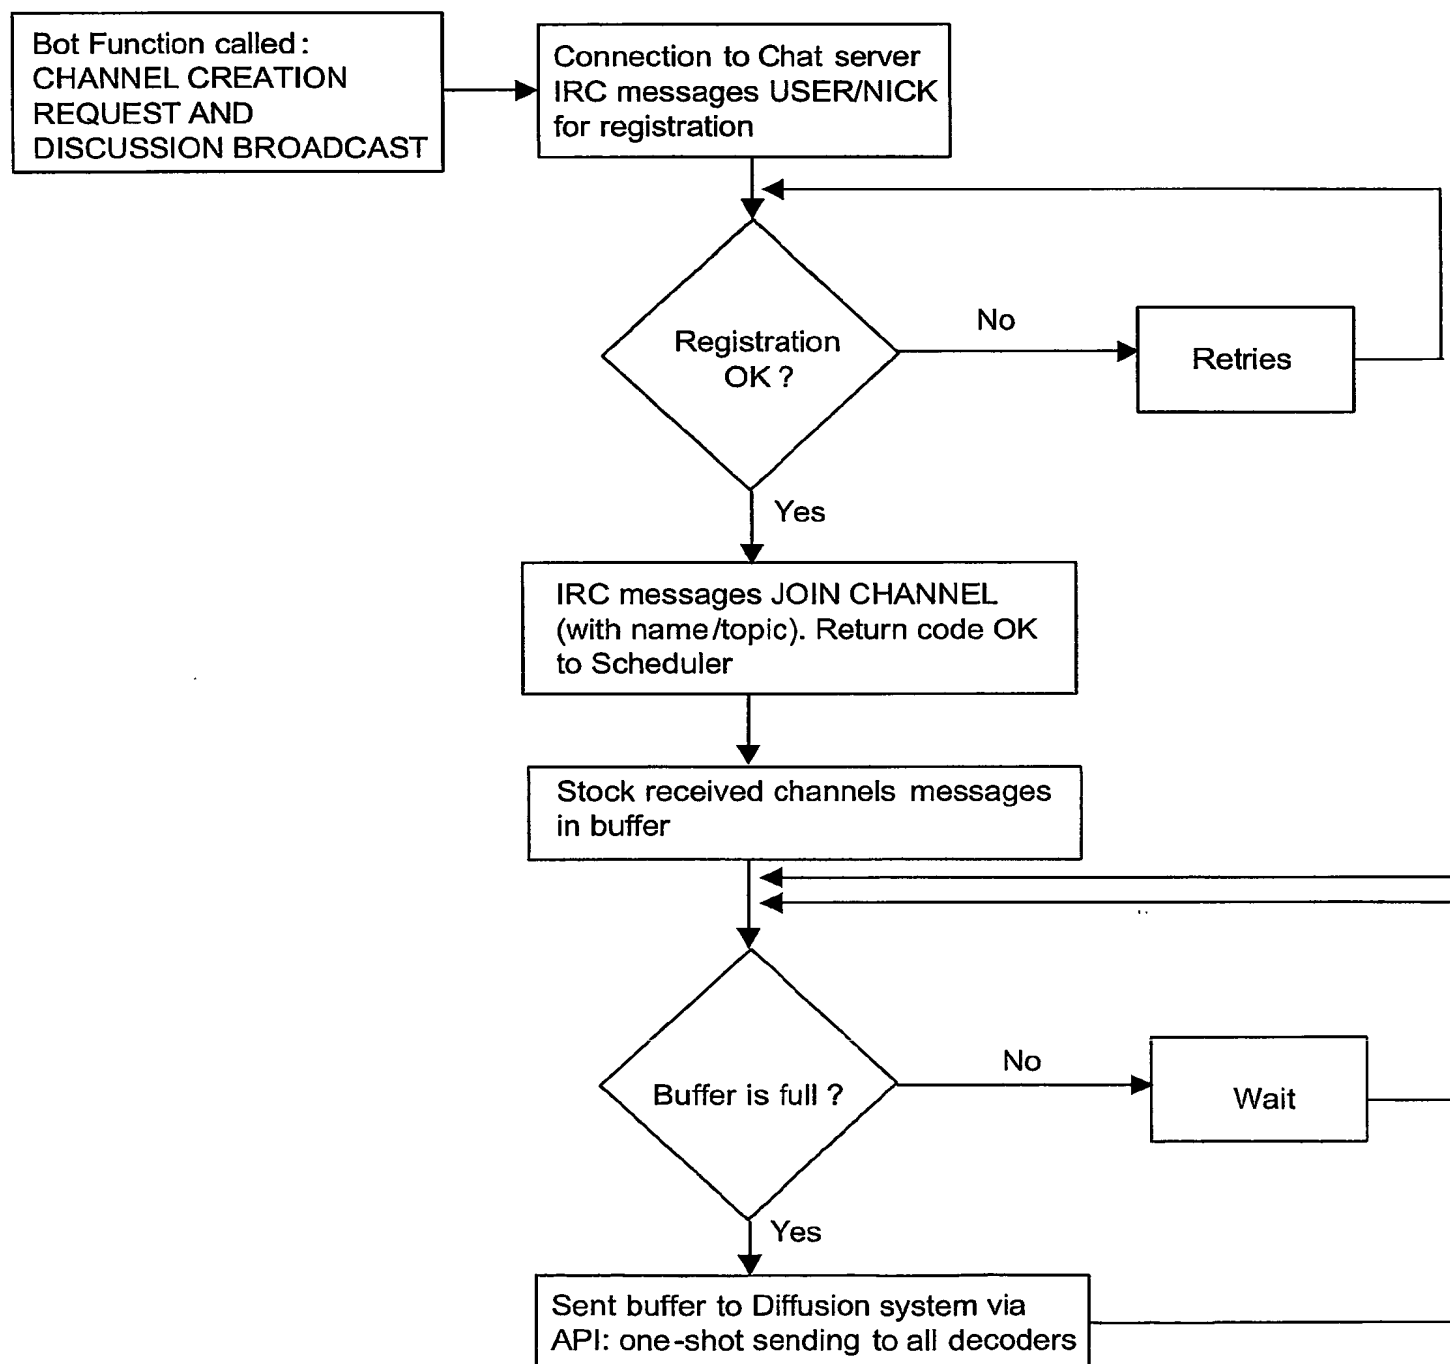 Bot Function called :
CHANNEL CREATION
REQUEST AND
DISCUSSION BROADCAST
Connection to Chat server
IRC messages USER/NICK
for registration
Registration
OK ?
No
Retries
Yes
IRC messages JOIN CHANNEL
(with name/topic). Return code OK
to Scheduler
Stock received channels messages
in buffer
Buffer is full ?
No
Wait
Yes
Sent buffer to Diffusion system via
API: one-shot sending to all decoders